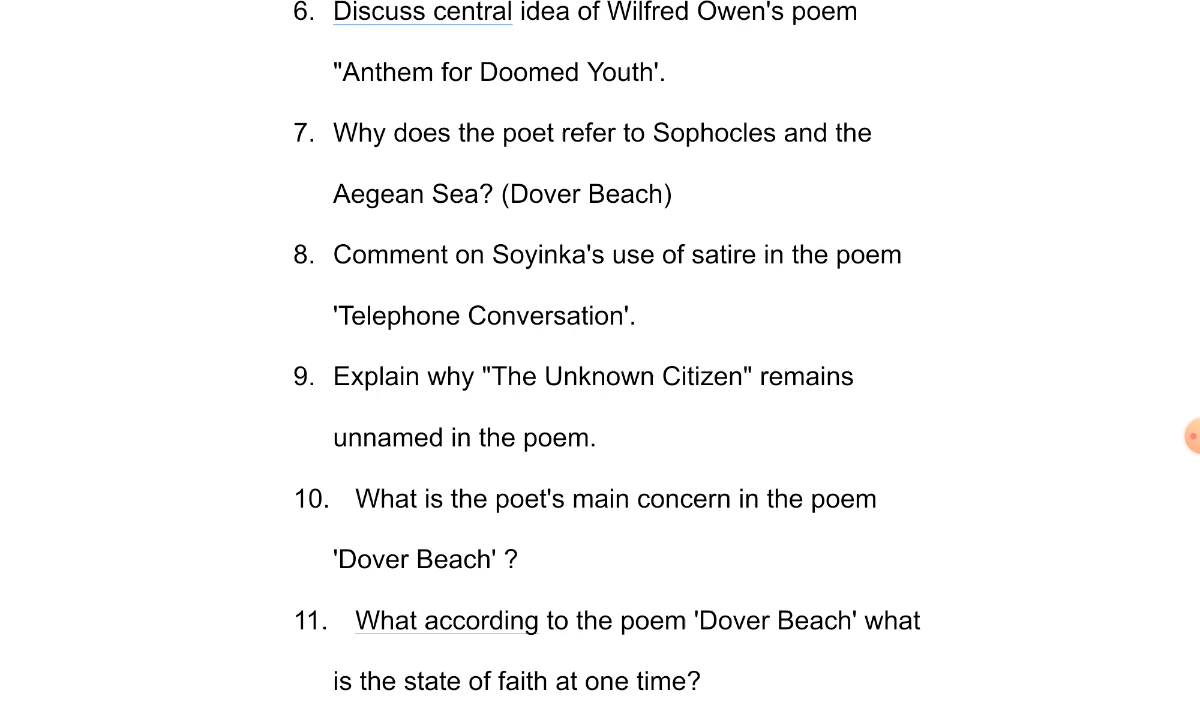 6. Discuss central idea of Wilfred Owen's poem
"Anthem for Doomed Youth'.
7. Why does the poet refer to Sophocles and the
Aegean Sea? (Dover Beach)
8. Comment on Soyinka's use of satire in the poem
'Telephone Conversation'.
9. Explain why "The Unknown Citizen" remains
unnamed in the poem.
10. What is the poet's main concern in the poem
'Dover Beach' ?
11. What according to the poem 'Dover Beach' what
is the state of faith at one time?